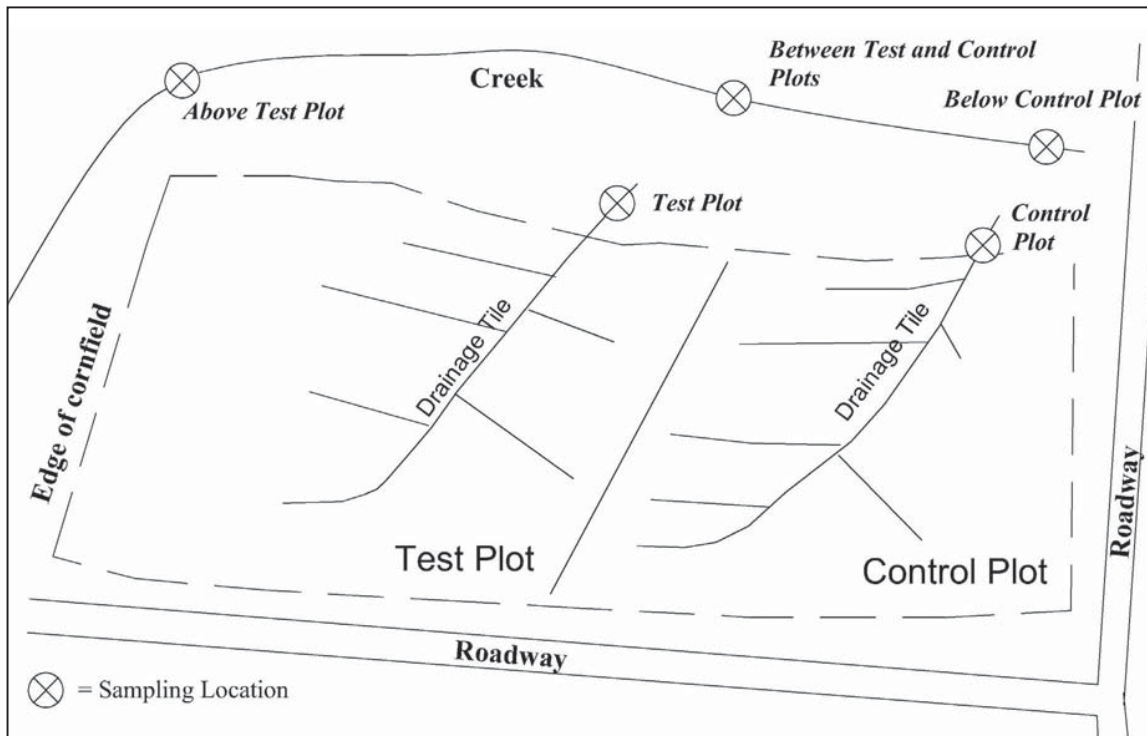 Between Test and Control
Plots
Creek
Above Test Plot
Below Control Plot
Test Plot
Control
Plot
Drainage Tile
Drainage Tile
Edge of cornfield
Roadway
Test Plot
Control Plot
Roadway
= Sampling Location